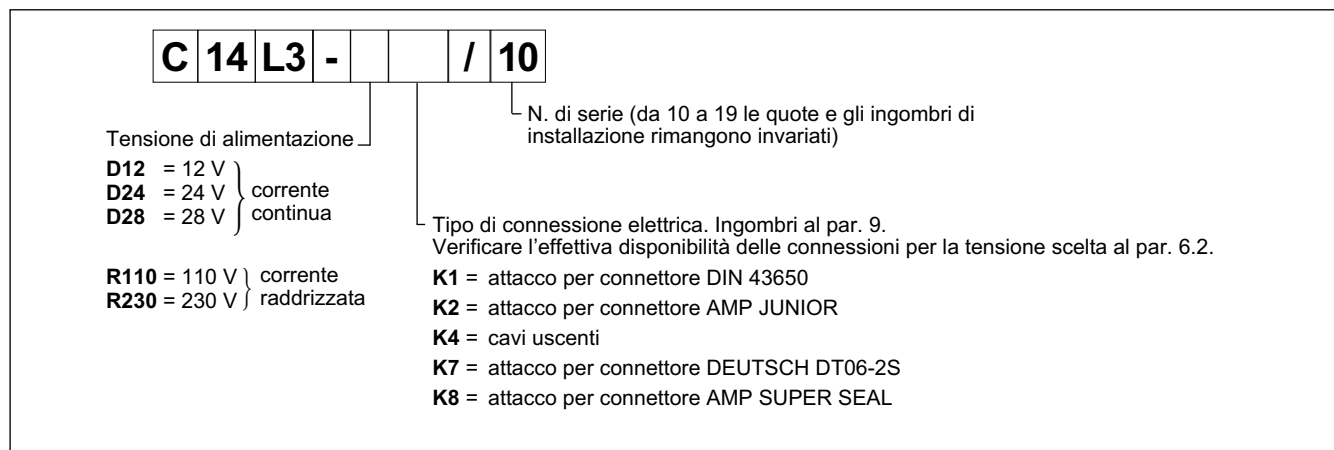 C 14 L3 - / 10
N. di serie (da 10 a 19 le quote e gli ingombri di
installazione rimangono invariati)
Tensione di alimentazione
D12 = 12 V
D24 = 24 V
D28 = 28 V
corrente
continua
R110 = 110 V
R230 = 230 V
corrente
raddrizzata
Tipo di connessione elettrica. Ingombri al par. 9.
Verificare l'effettiva disponibilità delle connessioni per la tensione scelta al par. 6.2.
K1 = attacco per connettore DIN 43650
K2 = attacco per connettore AMP JUNIOR
K4 = cavi uscenti
K7 = attacco per connettore DEUTSCH DT06-2S
K8 = attacco per connettore AMP SUPER SEAL